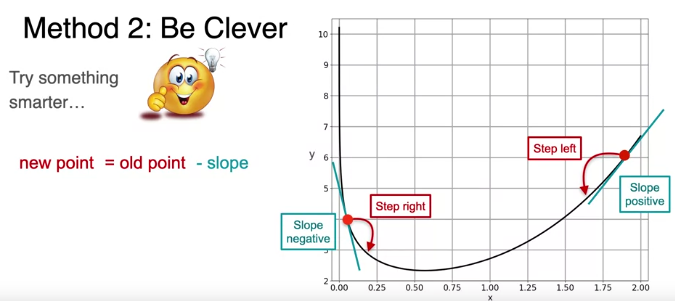 Method 2: Be Clever
Try something
smarter…
new point = old point - slope
10
9
8
7
6
5
3
2
y
0.00 0.25 0.50 0.75 1.00 1.25 1.50 1.75 2.00
x
Step left
Slope
positive
Step right
Slope
negative